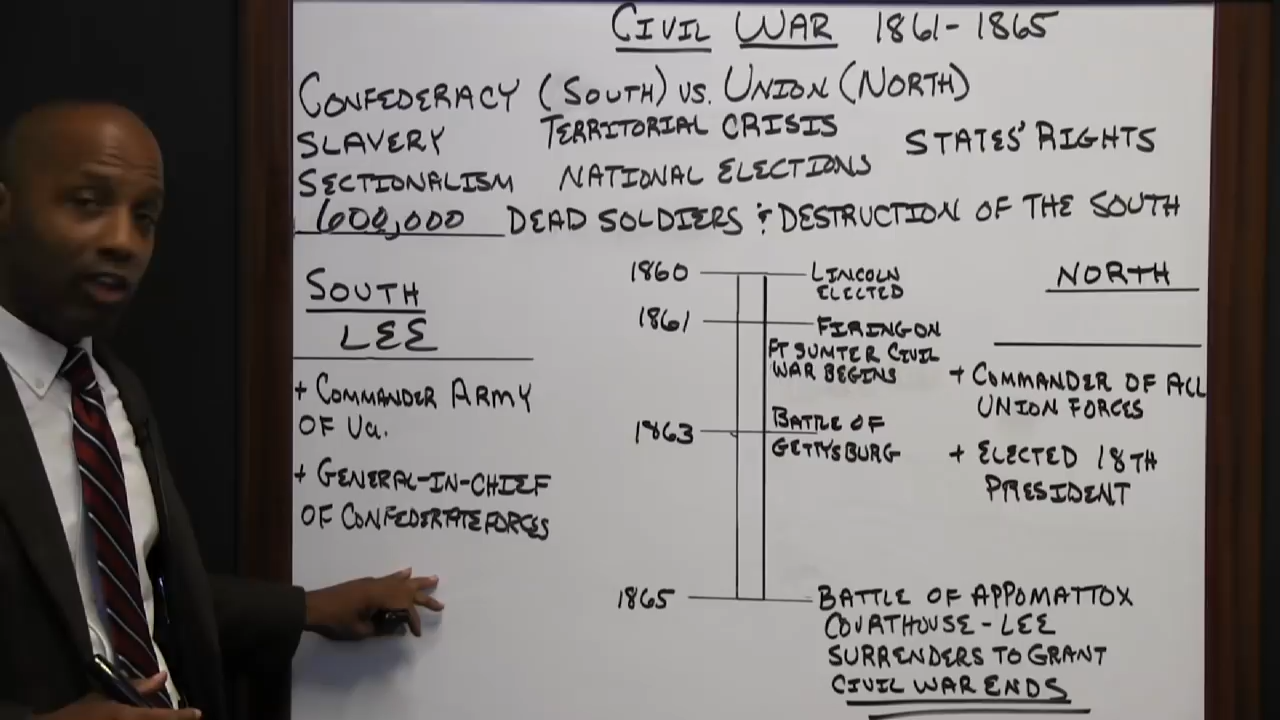 CIVIL WAR 1861-1865
CONFEDERACY (SOUTH) VS. UNION (NORTH)
SLAVERY TERRITORIAL CRISIS STATES' RIGHTS
SECTIONALISM NATIONAL ELECTIONS
600,000 DEAD SOLDIERS & DESTRUCTION OF THE SOUTH
SOUTH
LEE
+ COMMANDER ARMY
OF Va.
+ GENERAL-IN-CHIEF
OF CONFEDERATE FORCES
1860 LINCOLN
ELECTED
1861 FIRING ON
FT SUMTER CIVIL
WAR BEGINS
1863 BATTLE OF
GETTYSBURG
1865 BATTLE OF APPOMATTOX
COURTHOUSE - LEE
SURRENDERS TO GRANT
CIVIL WAR ENDS
NORTH
+ COMMANDER OF ALL
UNION FORCES
+ ELECTED 18TH
PRESIDENT